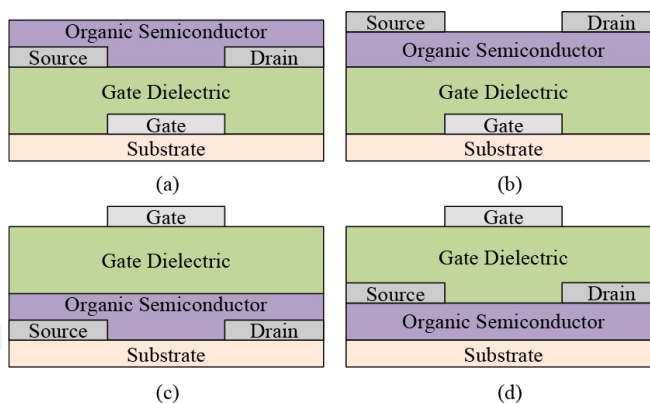 Organic Semiconductor
Source
Drain
Gate Dielectric
Gate
Substrate
(a)
Source
Drain
Organic Semiconductor
Gate Dielectric
Gate
Substrate
(b)
Gate
Gate Dielectric
Organic Semiconductor
Source
Drain
Substrate
(c)
Gate
Gate Dielectric
Source
Drain
Organic Semiconductor
Substrate
(d)